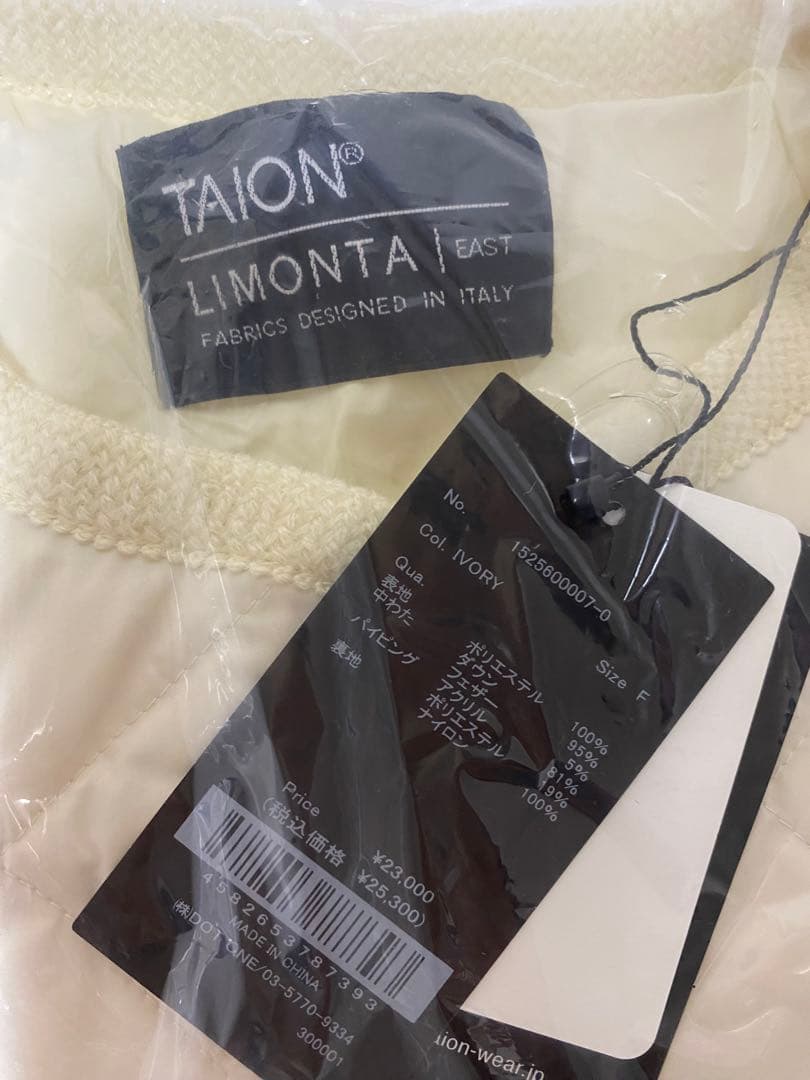 TAION®
LIMONTA | EAST
FABRICS DESIGNED IN ITALY
No. 1525600007-0
Col. IVORY Size F
Qua.
表地 ポリエステル 100%
中わた ダウン 95%
フェザー 5%
パイピング アクリル 81%
ポリエステル 19%
裏地 ナイロン 100%
Price ¥23,000
(税込価格 ¥25,300)
4582653787393
MADE IN CHINA
㈱DOT ONE/03-5770-9334
300001
ion-wear.jp